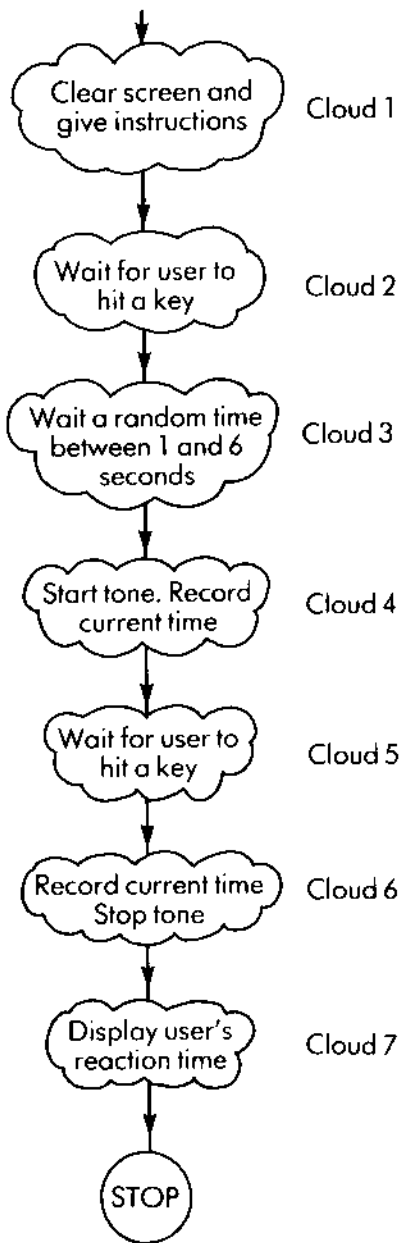 Clear screen and
give instructions
Cloud 1
Wait for user to
hit a key
Cloud 2
Wait a random time
between 1 and 6
seconds
Cloud 3
Start tone. Record
current time
Cloud 4
Wait for user to
hit a key
Cloud 5
Record current time
Stop tone
Cloud 6
Display user's
reaction time
Cloud 7
STOP